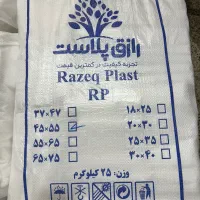 رازق پلاست
تجربه کیفیت در کمترین قیمت
Razeq Plast
RP
۳۷×۴۷ ۱۸×۲۵
۴۵×۵۵ ۲۰×۳۰
۵۵×۶۵ ۲۵×۳۵
۶۵×۷۵ ۳۰×۴۰
وزن: ۲۵ کیلوگرم